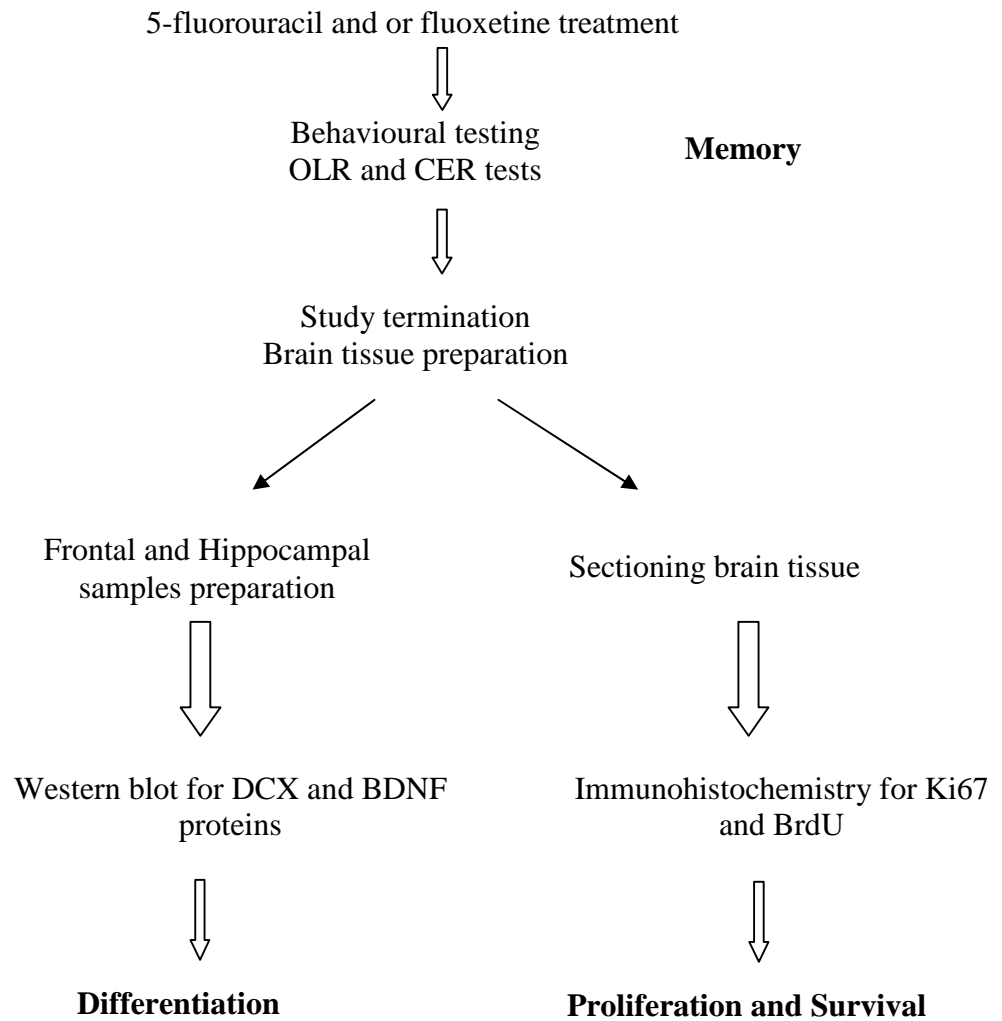 5-fluorouracil and or fluoxetine treatment
Behavioural testing
OLR and CER tests
Memory
Study termination
Brain tissue preparation
Frontal and Hippocampal
samples preparation
Sectioning brain tissue
Western blot for DCX and BDNF
proteins
Immunohistochemistry for Ki67
and BrdU
Differentiation
Proliferation and Survival